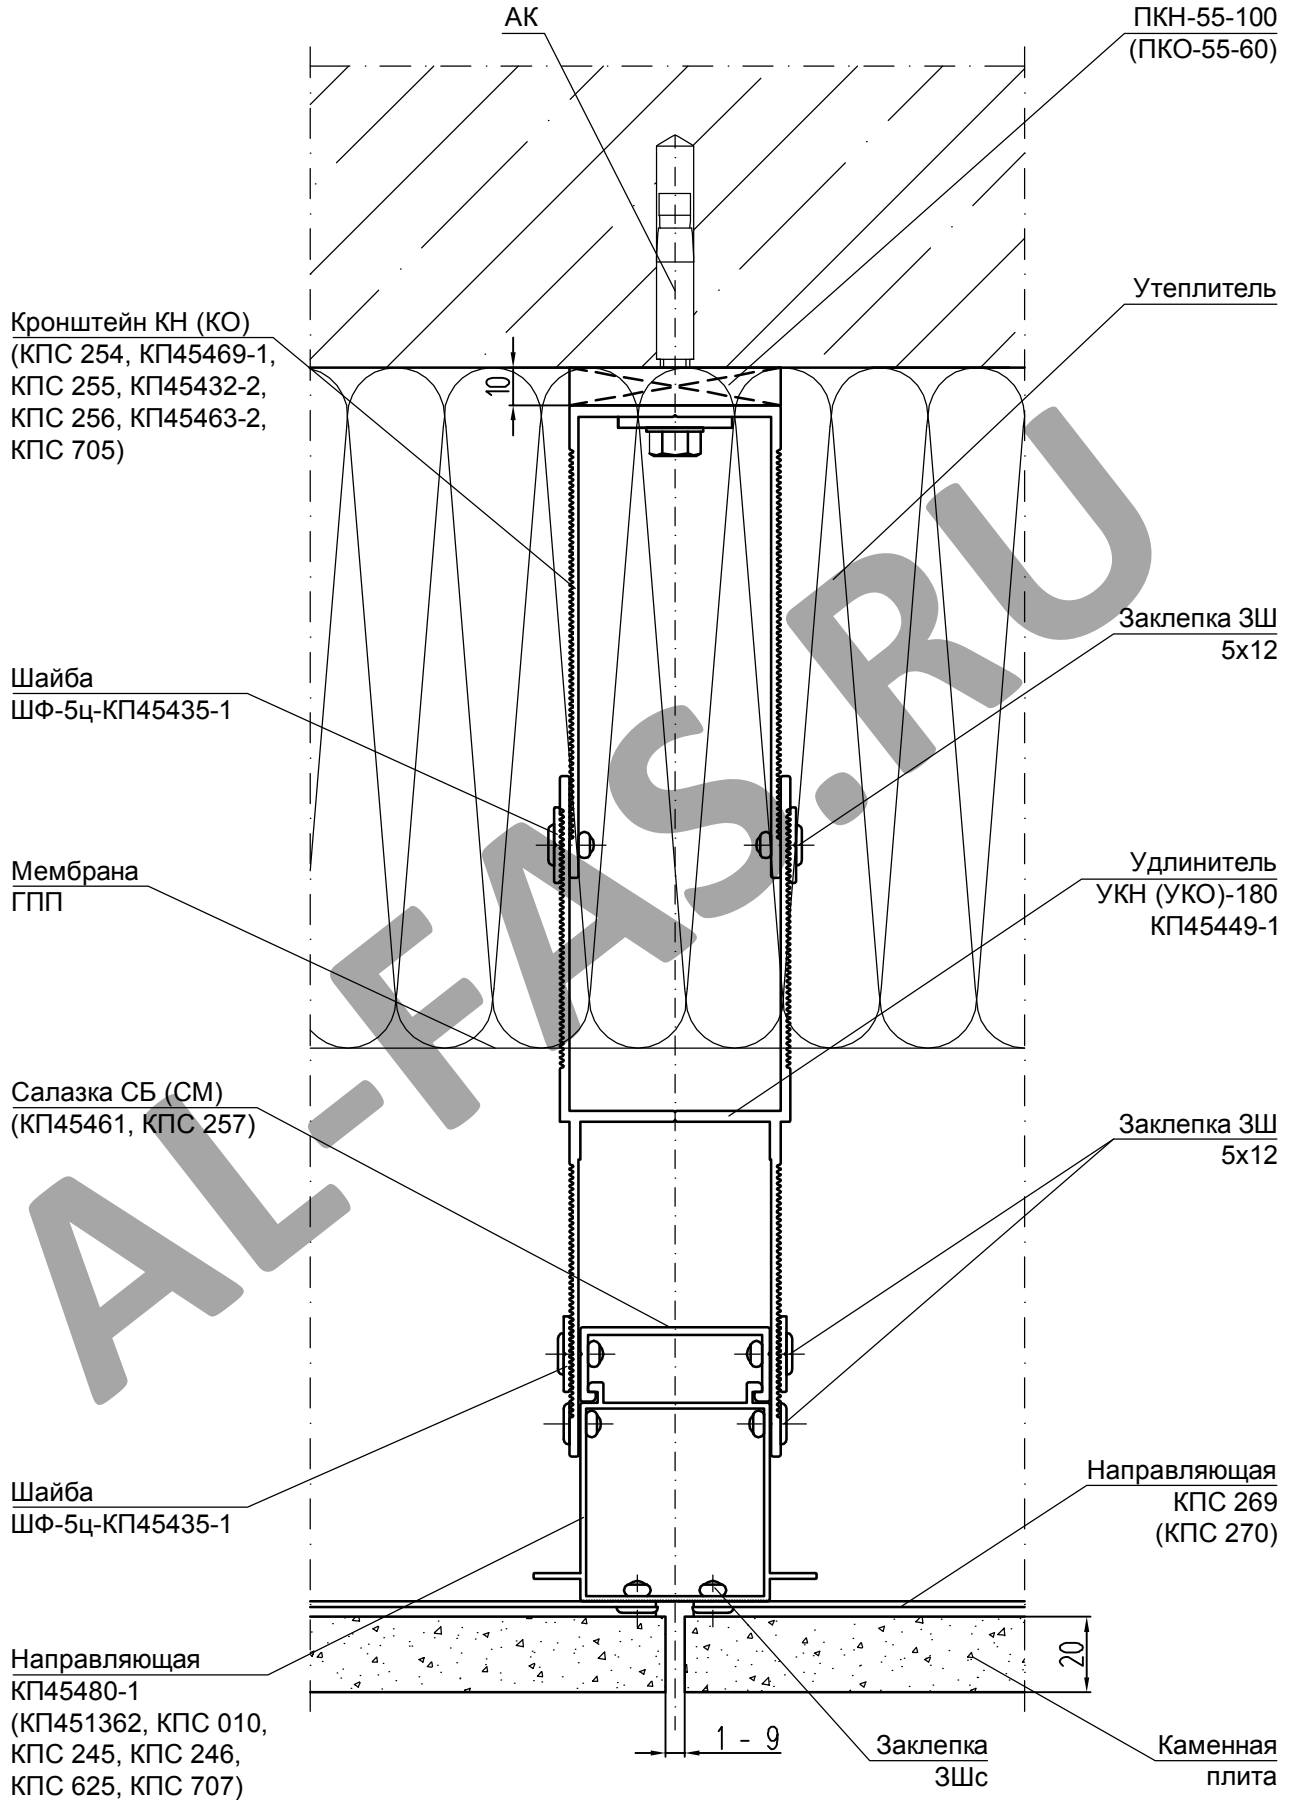 АК
ПКН-55-100
(ПКО-55-60)
Утеплитель
Кронштейн КН (КО)
(КПС 254, КП45469-1,
КПС 255, КП45432-2,
КПС 256, КП45463-2,
КПС 705)
10
Заклепка ЗШ
5х12
Шайба
ШФ-5ц-КП45435-1
Мембрана
ГПП
Удлинитель
УКН (УКО)-180
КП45449-1
Салазка СБ (СМ)
(КП45461, КПС 257)
Заклепка ЗШ
5х12
Шайба
ШФ-5ц-КП45435-1
Направляющая
КПС 269
(КПС 270)
20
Направляющая
КП45480-1
(КП451362, КПС 010,
КПС 245, КПС 246,
КПС 625, КПС 707)
1 - 9
Заклепка
ЗШс
Каменная
плита
AL-FAS.RU